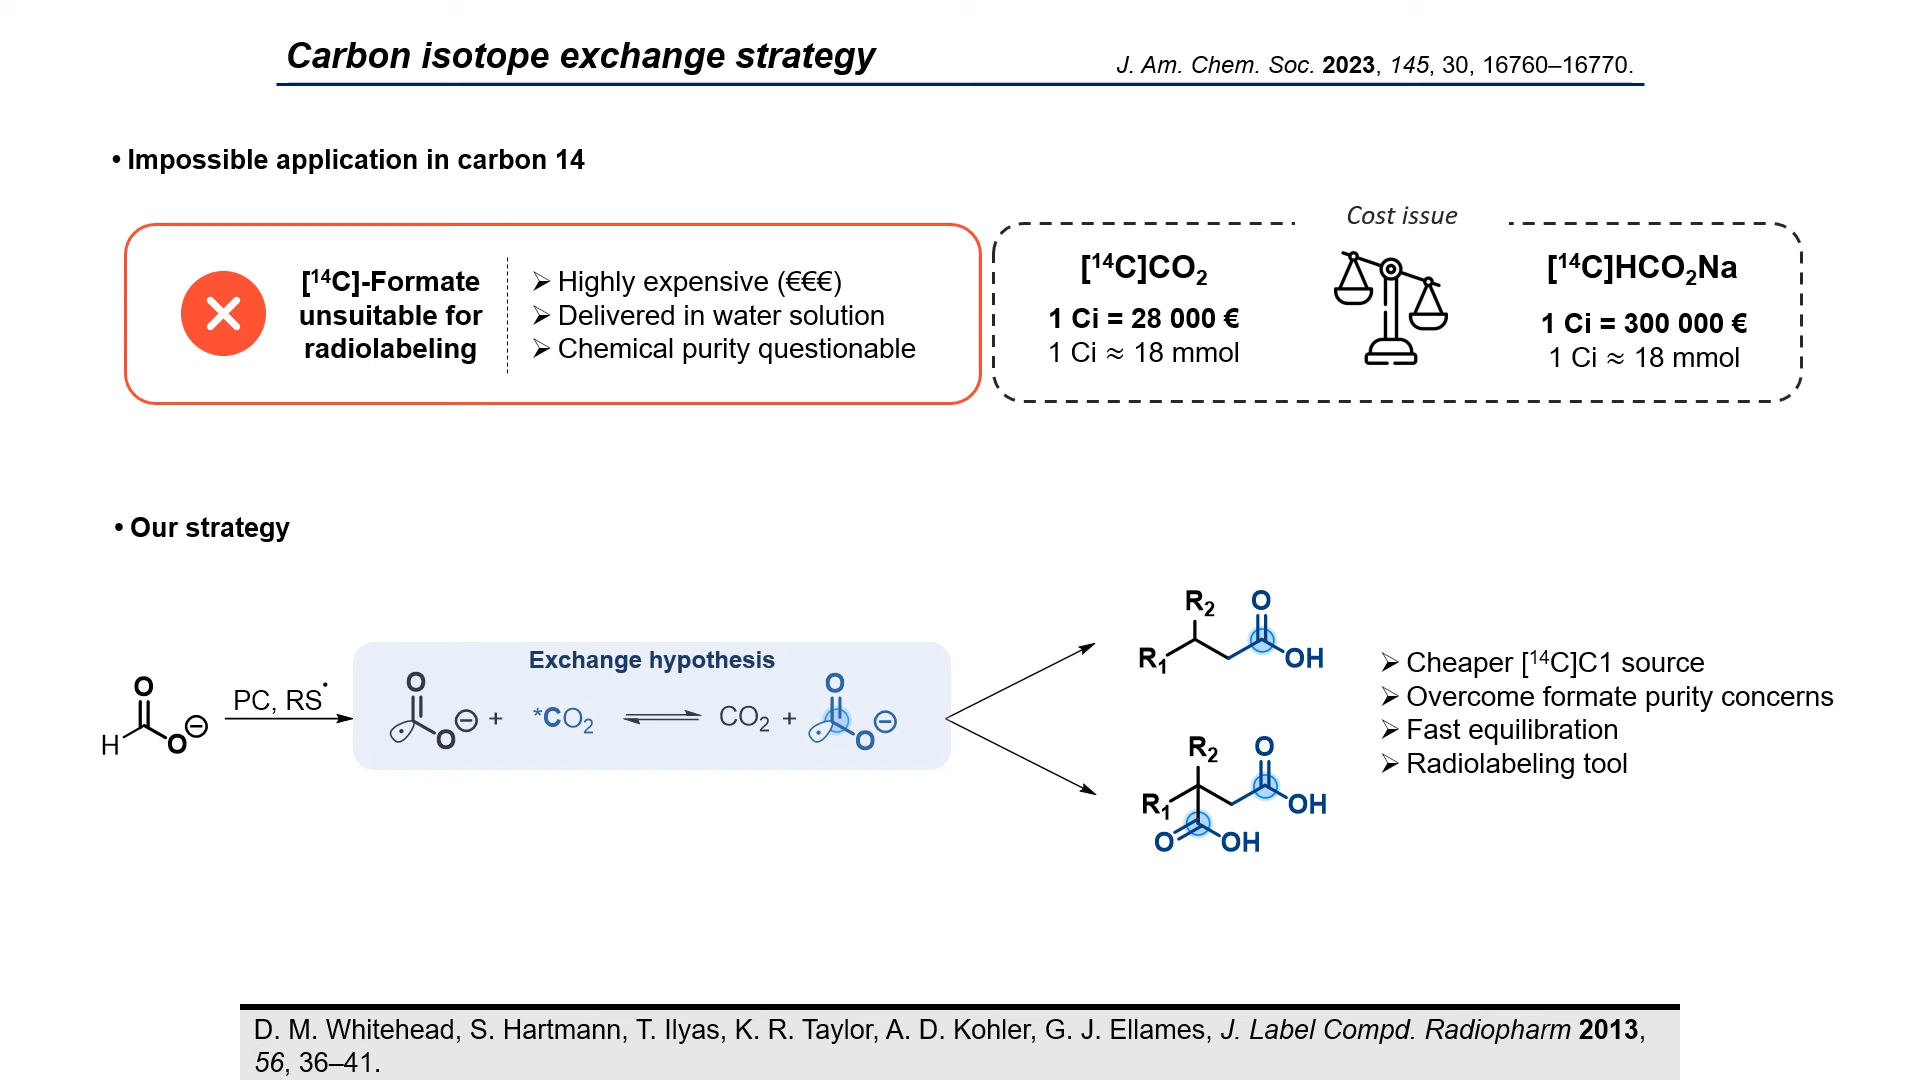 Carbon isotope exchange strategy
J. Am. Chem. Soc. 2023, 145, 30, 16760–16770.
• Impossible application in carbon 14
[¹⁴C]-Formate
unsuitable for
radiolabeling
➢ Highly expensive (€€€)
➢ Delivered in water solution
➢ Chemical purity questionable
Cost issue
[¹⁴C]CO₂
1 Ci = 28 000 €
1 Ci ≈ 18 mmol
[¹⁴C]HCO₂Na
1 Ci = 300 000 €
1 Ci ≈ 18 mmol
• Our strategy
H O O ⊖
PC, RS˙
Exchange hypothesis
O O ⊖ + *CO₂ ⇌ CO₂ + O O ⊖
R₂ O
R₁ OH
R₂ O
R₁ OH
O OH
➢ Cheaper [¹⁴C]C1 source
➢ Overcome formate purity concerns
➢ Fast equilibration
➢ Radiolabeling tool
D. M. Whitehead, S. Hartmann, T. Ilyas, K. R. Taylor, A. D. Kohler, G. J. Ellames, J. Label Compd. Radiopharm 2013,
56, 36–41.